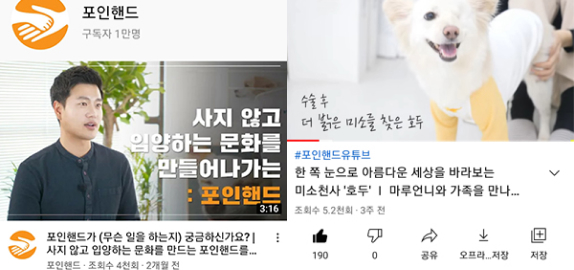 포인핸드
구독자 1만명
사지 않고
입양하는 문화를
만들어나가는
: 포인핸드
3:16
포인핸드가 (무슨 일을 하는지) 궁금하신가요? |
사지 않고 입양하는 문화를 만드는 포인핸드를...
포인핸드 · 조회수 4천회 · 2개월 전
수술 후
더 밝은 미소를 찾은 호두
#포인핸드유튜브
한 쪽 눈으로 아름다운 세상을 바라보는
미소천사 '호두' ㅣ 마루언니와 가족을 만나...
조회수 5.2천회 · 3주 전
190
0
공유
오프라...저장
저장